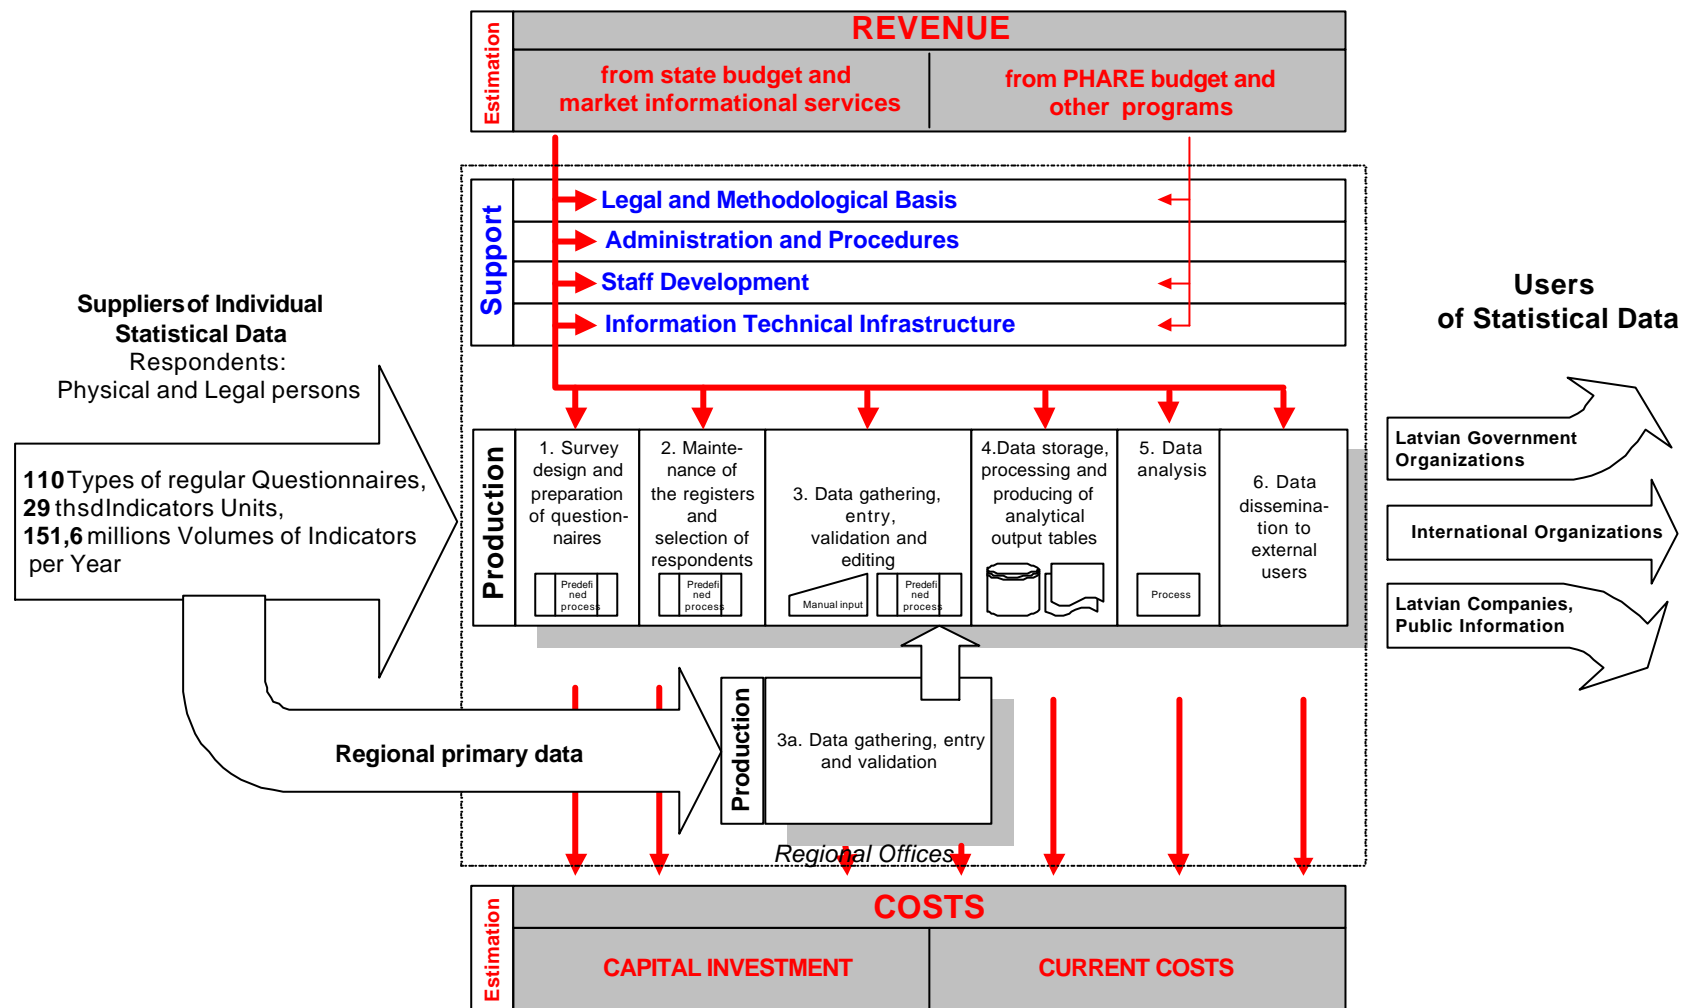 Estimation
REVENUE
from state budget and
market informational services
from PHARE budget and
other programs
Support
Legal and Methodological Basis
Administration and Procedures
Staff Development
Information Technical Infrastructure
Suppliers of Individual
Statistical Data
Respondents:
Physical and Legal persons
110 Types of regular Questionnaires,
29 thsd Indicators Units,
151,6 millions Volumes of Indicators
per Year
Users
of Statistical Data
Production
1. Survey
design and
preparation
of question-
naires
Predefi
ned
process
2. Mainte-
nance of
the registers
and
selection of
respondents
Predefi
ned
process
3. Data gathering,
entry,
validation and
editing
Manual input
Predefi
ned
process
4.Data storage,
processing and
producing of
analytical
output tables
5. Data
analysis
Process
6. Data
dissemina-
tion to
external
users
Latvian Government
Organizations
International Organizations
Latvian Companies,
Public Information
Regional primary data
Production
3a. Data gathering, entry
and validation
Regional Offices
Estimation
COSTS
CAPITAL INVESTMENT
CURRENT COSTS